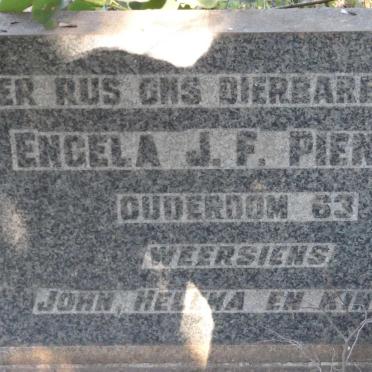 ER RUS ONS DIERBARE
ENGELA J. F. PIEN
OUDERDOM 63
WEERSIENS
JOHN, HELENA EN KIN